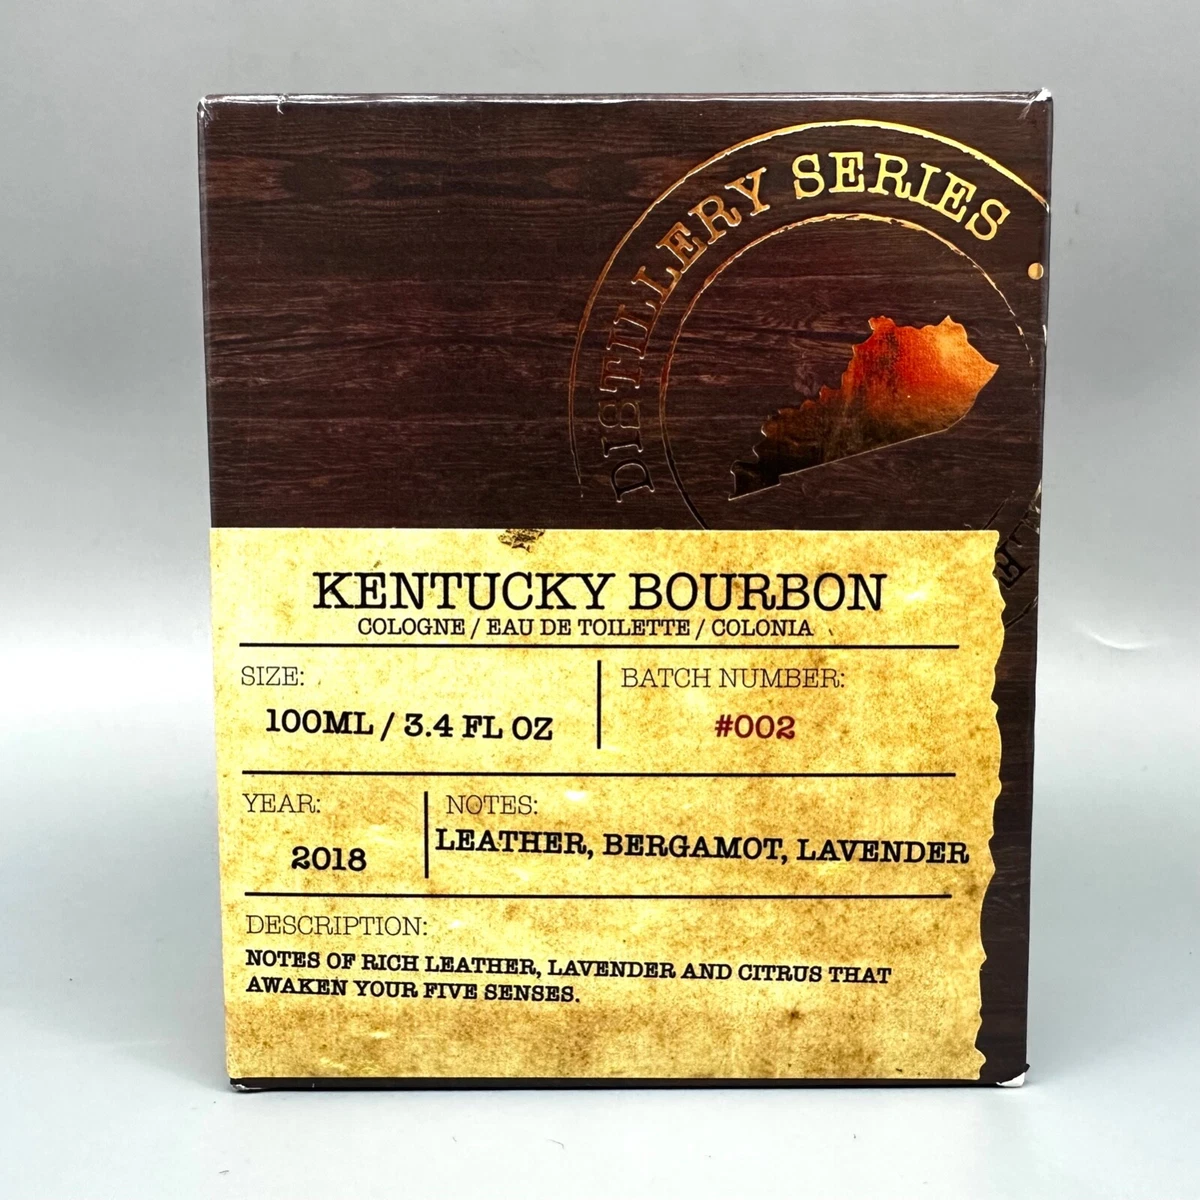 DISTILLERY SERIES
KENTUCKY BOURBON
COLOGNE / EAU DE TOILETTE / COLONIA
SIZE:
100ML / 3.4 FL OZ
BATCH NUMBER:
#002
YEAR:
2018
NOTES:
LEATHER, BERGAMOT, LAVENDER
DESCRIPTION:
NOTES OF RICH LEATHER, LAVENDER AND CITRUS THAT
AWAKEN YOUR FIVE SENSES.